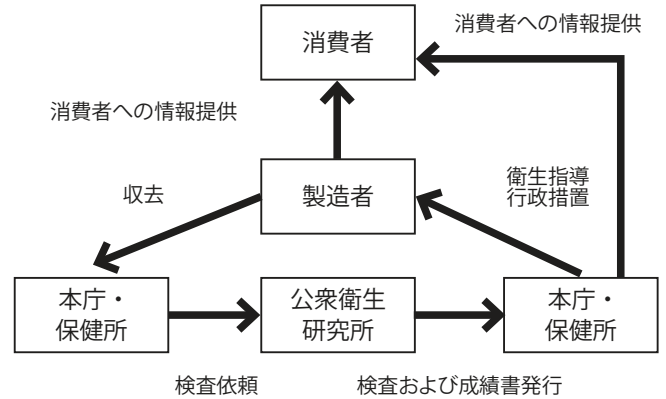 消費者
消費者への情報提供
消費者への情報提供
収去
製造者
衛生指導
行政措置
本庁・
保健所
公衆衛生
研究所
本庁・
保健所
検査依頼
検査および成績書発行